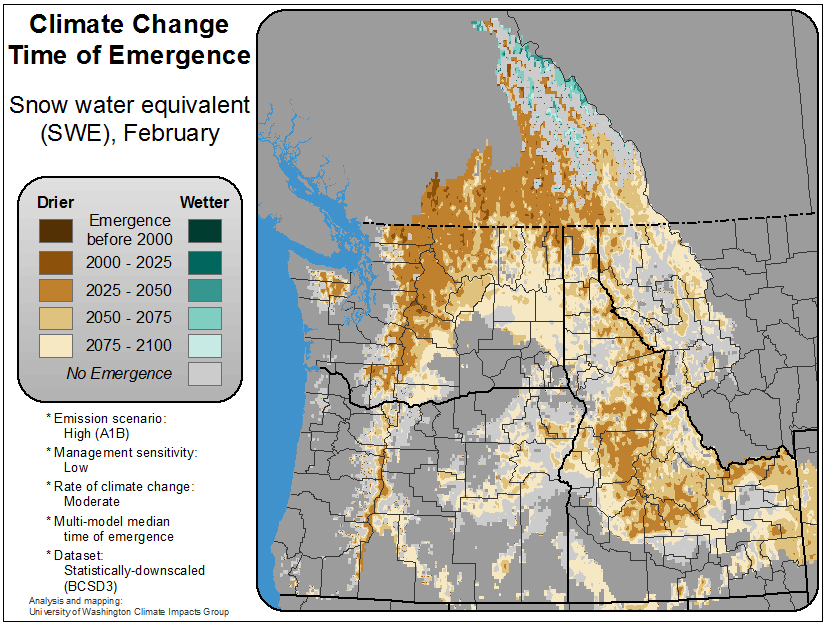 Climate Change
Time of Emergence
Snow water equivalent
(SWE), February
Drier
Wetter
Emergence
before 2000
2000 - 2025
2025 - 2050
2050 - 2075
2075 - 2100
No Emergence
* Emission scenario:
High (A1B)
* Management sensitivity:
Low
* Rate of climate change:
Moderate
* Multi-model median
time of emergence
* Dataset:
Statistically-downscaled
(BCSD3)
Analysis and mapping:
University of Washington Climate Impacts Group